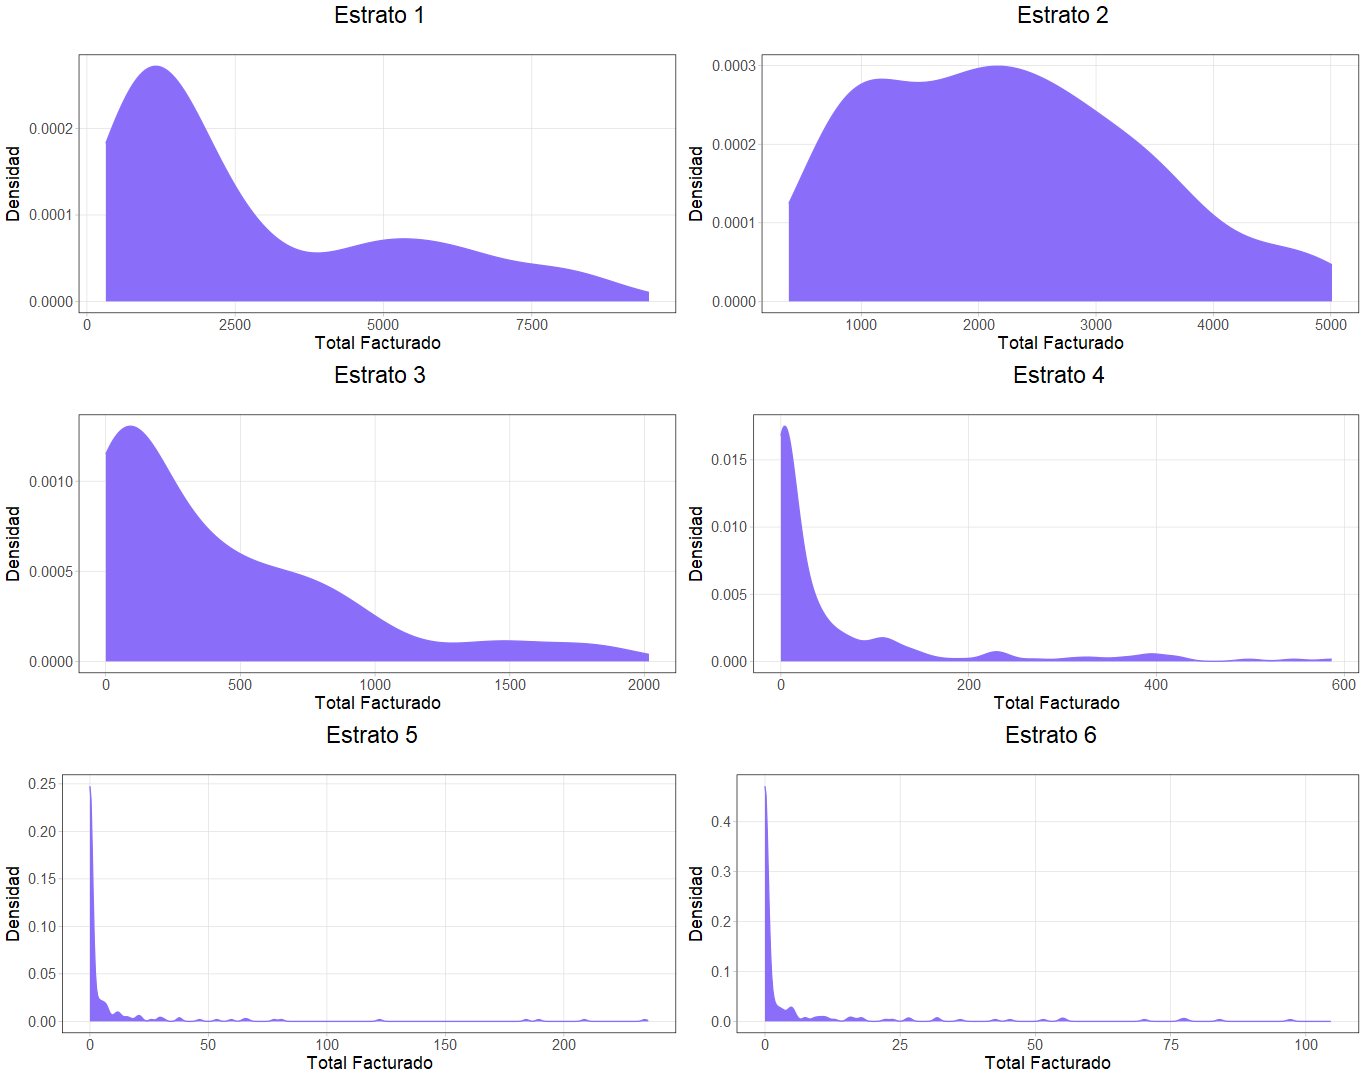 Estrato 1
Densidad
0.0002
0.0001
0.0000
0 2500 5000 7500
Total Facturado
Estrato 2
Densidad
0.0003
0.0002
0.0001
0.0000
1000 2000 3000 4000 5000
Total Facturado
Estrato 3
Densidad
0.0010
0.0005
0.0000
0 500 1000 1500 2000
Total Facturado
Estrato 4
Densidad
0.015
0.010
0.005
0.000
0 200 400 600
Total Facturado
Estrato 5
Densidad
0.25
0.20
0.15
0.10
0.05
0.00
0 50 100 150 200
Total Facturado
Estrato 6
Densidad
0.4
0.3
0.2
0.1
0.0
0 25 50 75 100
Total Facturado